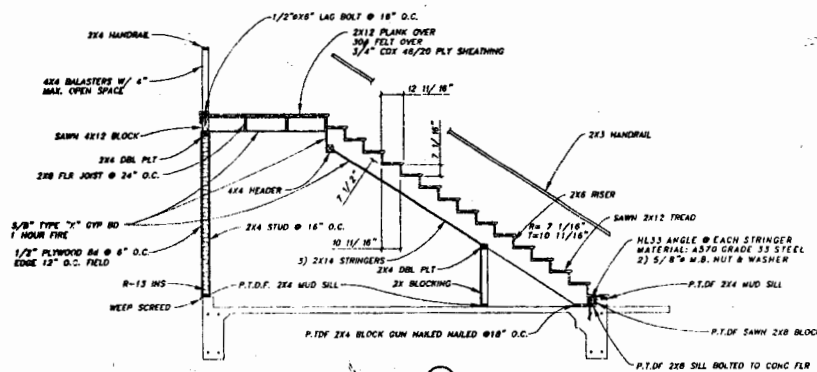 1/2"øX6" LAG BOLT @ 16" O.C.
2X4 HANDRAIL
2X12 PLANK OVER
30# FELT OVER
3/4" CDX 48/20 PLY SHEATHING
4X4 BALASTERS W/ 4"
MAX. OPEN SPACE
12 11/16"
SAWN 4X12 BLOCK
7 1/16"
2X3 HANDRAIL
2X4 DBL PLT
2X8 FLR JOIST @ 24" O.C.
4X4 HEADER
7 1/2"
2X6 RISER
5/8" TYPE "X" GYP BD
1 HOUR FIRE
2X4 STUD @ 16" O.C.
10 11/16"
R= 7 1/16"
T=10 11/16"
SAWN 2X12 TREAD
1/2" PLYWOOD Bd @ 6" O.C.
EDGE 12" O.C. FIELD
3) 2X14 STRINGERS
HL33 ANGLE @ EACH STRINGER
MATERIAL: A570 GRADE 33 STEEL
2) 5/8"ø M.B. NUT & WASHER
2X4 DBL PLT
R-13 INS
P.T.D.F. 2X4 MUD SILL
2X BLOCKING
P.T.DF 2X4 MUD SILL
WEEP SCREED
P.TDF 2X4 BLOCK GUN NAILED NAILED @18" O.C.
P.T.DF SAWN 2X8 BLOC
P.T.DF 2X8 SILL BOLTED TO CONC FLR